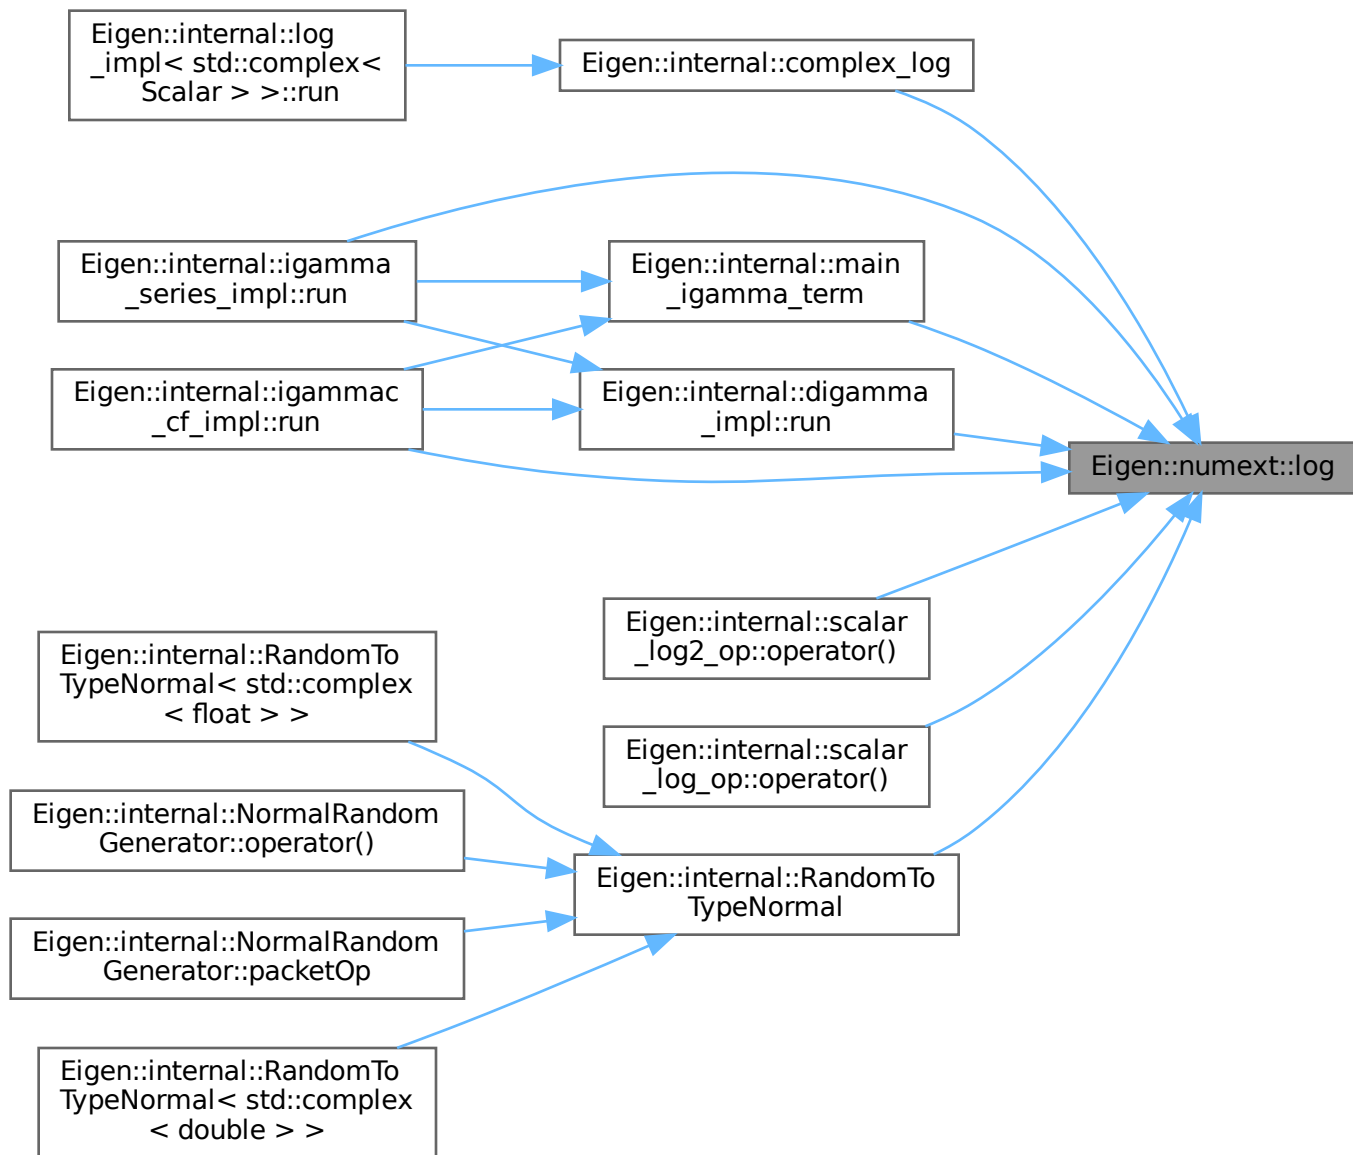 Eigen::internal::log
_impl< std::complex<
Scalar > >::run
Eigen::internal::complex_log
Eigen::internal::igamma
_series_impl::run
Eigen::internal::main
_igamma_term
Eigen::internal::igammac
_cf_impl::run
Eigen::internal::digamma
_impl::run
Eigen::numext::log
Eigen::internal::scalar
_log2_op::operator()
Eigen::internal::RandomTo
TypeNormal< std::complex
< float > >
Eigen::internal::scalar
_log_op::operator()
Eigen::internal::NormalRandom
Generator::operator()
Eigen::internal::RandomTo
TypeNormal
Eigen::internal::NormalRandom
Generator::packetOp
Eigen::internal::RandomTo
TypeNormal< std::complex
< double > >